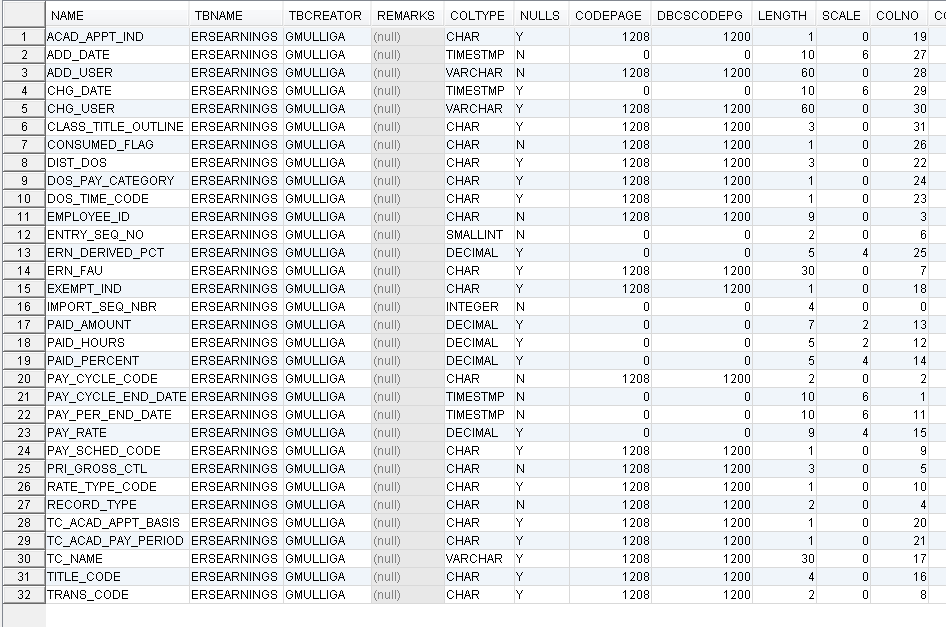 NAME TBNAME TBCREATOR REMARKS COLTYPE NULLS CODEPAGE DBCSCODEPG LENGTH SCALE COLNO
1 ACAD_APPT_IND ERSEARNINGS GMULLIGA (null) CHAR Y 1208 1200 1 0 19
2 ADD_DATE ERSEARNINGS GMULLIGA (null) TIMESTMP N 0 0 10 6 27
3 ADD_USER ERSEARNINGS GMULLIGA (null) VARCHAR N 1208 1200 60 0 28
4 CHG_DATE ERSEARNINGS GMULLIGA (null) TIMESTMP Y 0 0 10 6 29
5 CHG_USER ERSEARNINGS GMULLIGA (null) VARCHAR Y 1208 1200 60 0 30
6 CLASS_TITLE_OUTLINE ERSEARNINGS GMULLIGA (null) CHAR Y 1208 1200 3 0 31
7 CONSUMED_FLAG ERSEARNINGS GMULLIGA (null) CHAR N 1208 1200 1 0 26
8 DIST_DOS ERSEARNINGS GMULLIGA (null) CHAR Y 1208 1200 3 0 22
9 DOS_PAY_CATEGORY ERSEARNINGS GMULLIGA (null) CHAR Y 1208 1200 1 0 24
10 DOS_TIME_CODE ERSEARNINGS GMULLIGA (null) CHAR Y 1208 1200 1 0 23
11 EMPLOYEE_ID ERSEARNINGS GMULLIGA (null) CHAR N 1208 1200 9 0 3
12 ENTRY_SEQ_NO ERSEARNINGS GMULLIGA (null) SMALLINT N 0 0 2 0 6
13 ERN_DERIVED_PCT ERSEARNINGS GMULLIGA (null) DECIMAL Y 0 0 5 4 25
14 ERN_FAU ERSEARNINGS GMULLIGA (null) CHAR Y 1208 1200 30 0 7
15 EXEMPT_IND ERSEARNINGS GMULLIGA (null) CHAR Y 1208 1200 1 0 18
16 IMPORT_SEQ_NBR ERSEARNINGS GMULLIGA (null) INTEGER N 0 0 4 0 0
17 PAID_AMOUNT ERSEARNINGS GMULLIGA (null) DECIMAL Y 0 0 7 2 13
18 PAID_HOURS ERSEARNINGS GMULLIGA (null) DECIMAL Y 0 0 5 2 12
19 PAID_PERCENT ERSEARNINGS GMULLIGA (null) DECIMAL Y 0 0 5 4 14
20 PAY_CYCLE_CODE ERSEARNINGS GMULLIGA (null) CHAR N 1208 1200 2 0 2
21 PAY_CYCLE_END_DATE ERSEARNINGS GMULLIGA (null) TIMESTMP N 0 0 10 6 1
22 PAY_PER_END_DATE ERSEARNINGS GMULLIGA (null) TIMESTMP N 0 0 10 6 11
23 PAY_RATE ERSEARNINGS GMULLIGA (null) DECIMAL Y 0 0 9 4 15
24 PAY_SCHED_CODE ERSEARNINGS GMULLIGA (null) CHAR Y 1208 1200 1 0 9
25 PRI_GROSS_CTL ERSEARNINGS GMULLIGA (null) CHAR N 1208 1200 3 0 5
26 RATE_TYPE_CODE ERSEARNINGS GMULLIGA (null) CHAR Y 1208 1200 1 0 10
27 RECORD_TYPE ERSEARNINGS GMULLIGA (null) CHAR N 1208 1200 2 0 4
28 TC_ACAD_APPT_BASIS ERSEARNINGS GMULLIGA (null) CHAR Y 1208 1200 1 0 20
29 TC_ACAD_PAY_PERIOD ERSEARNINGS GMULLIGA (null) CHAR Y 1208 1200 1 0 21
30 TC_NAME ERSEARNINGS GMULLIGA (null) VARCHAR Y 1208 1200 30 0 17
31 TITLE_CODE ERSEARNINGS GMULLIGA (null) CHAR Y 1208 1200 4 0 16
32 TRANS_CODE ERSEARNINGS GMULLIGA (null) CHAR Y 1208 1200 2 0 8